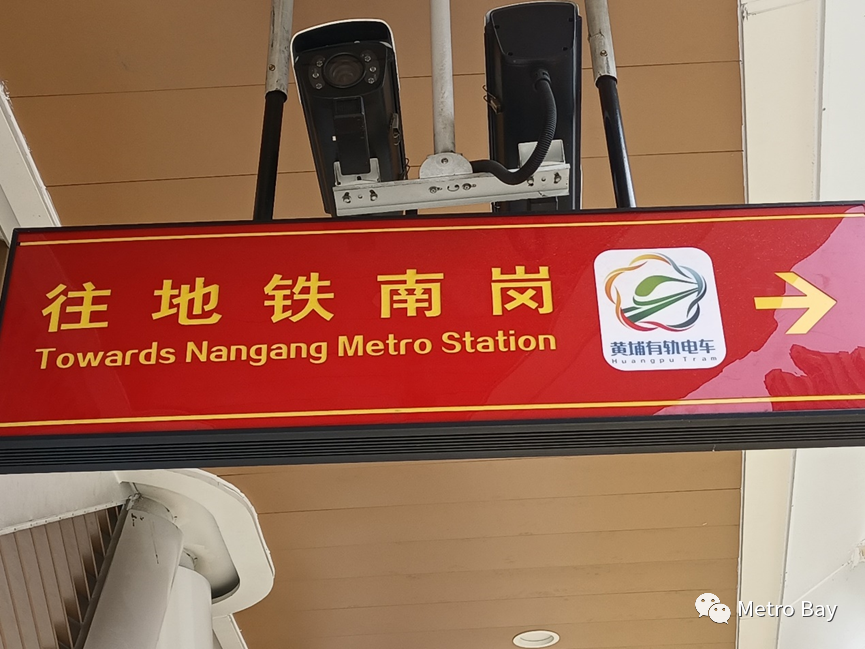 往地铁南岗
Towards Nangang Metro Station
黄埔有轨电车
Huangpu Tram
Metro Bay